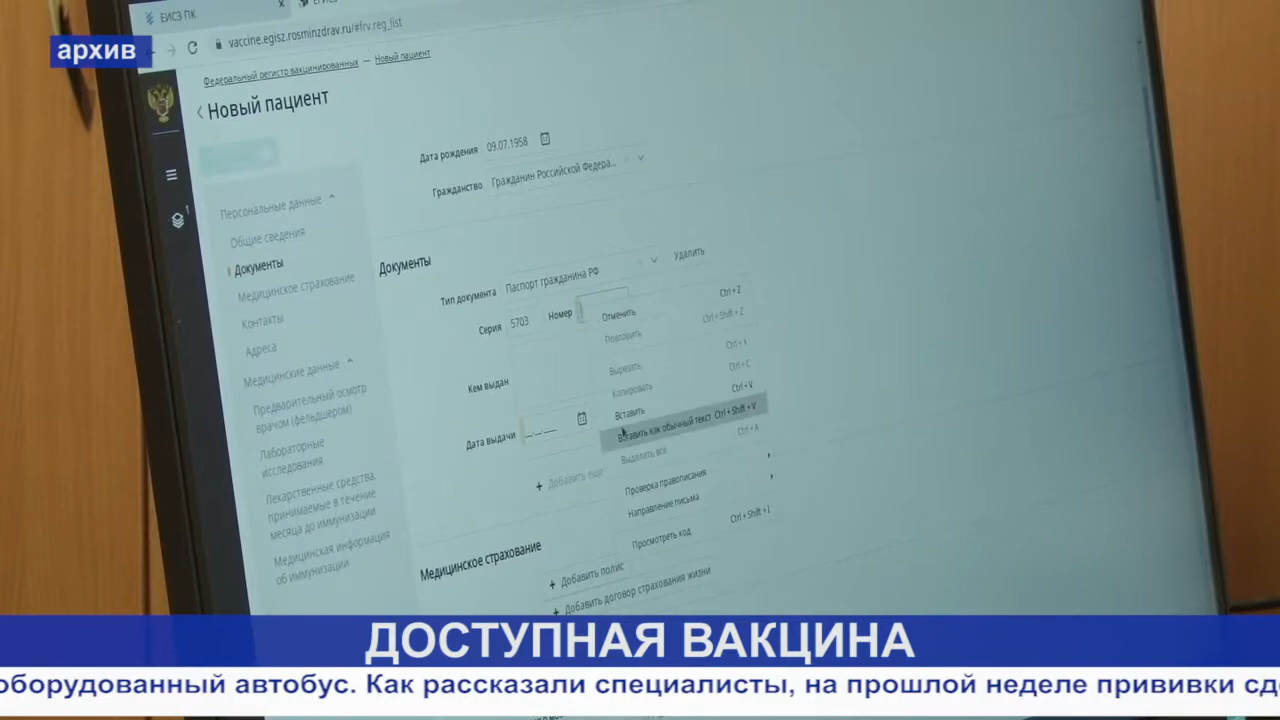 ЕИСЗ ПК
архив
vaccine.egisz.rosminzdrav.ru/#frv.reg_list
Федеральный регистр вакцинированных — Новый пациент
Новый пациент
Дата рождения 09.07.1958
Гражданство Гражданин Российской Федера...
Персональные данные
Общие сведения
Документы
Медицинское страхование
Контакты
Адреса
Медицинские данные
Предварительный осмотр
врачом (фельдшером)
Лабораторные
исследования
Лекарственные средства,
принимаемые в течение
месяца до иммунизации
Медицинская информация
об иммунизации
Документы
Тип документа Паспорт гражданина РФ Удалить
Серия 5703 Номер
Кем выдан
Дата выдачи
+ Добавить еще
Отменить Ctrl + Z
Повторить Ctrl + Shift + Z
Вырезать Ctrl + X
Копировать Ctrl + C
Вставить Ctrl + V
Вставить как обычный текст Ctrl + Shift + V
Выделить все Ctrl + A
Проверка правописания
Направление письма
Просмотреть код Ctrl + Shift + I
Медицинское страхование
+ Добавить полис
+ Добавить договор страхования жизни
ДОСТУПНАЯ ВАКЦИНА
оборудованный автобус. Как рассказали специалисты, на прошлой неделе прививки сд